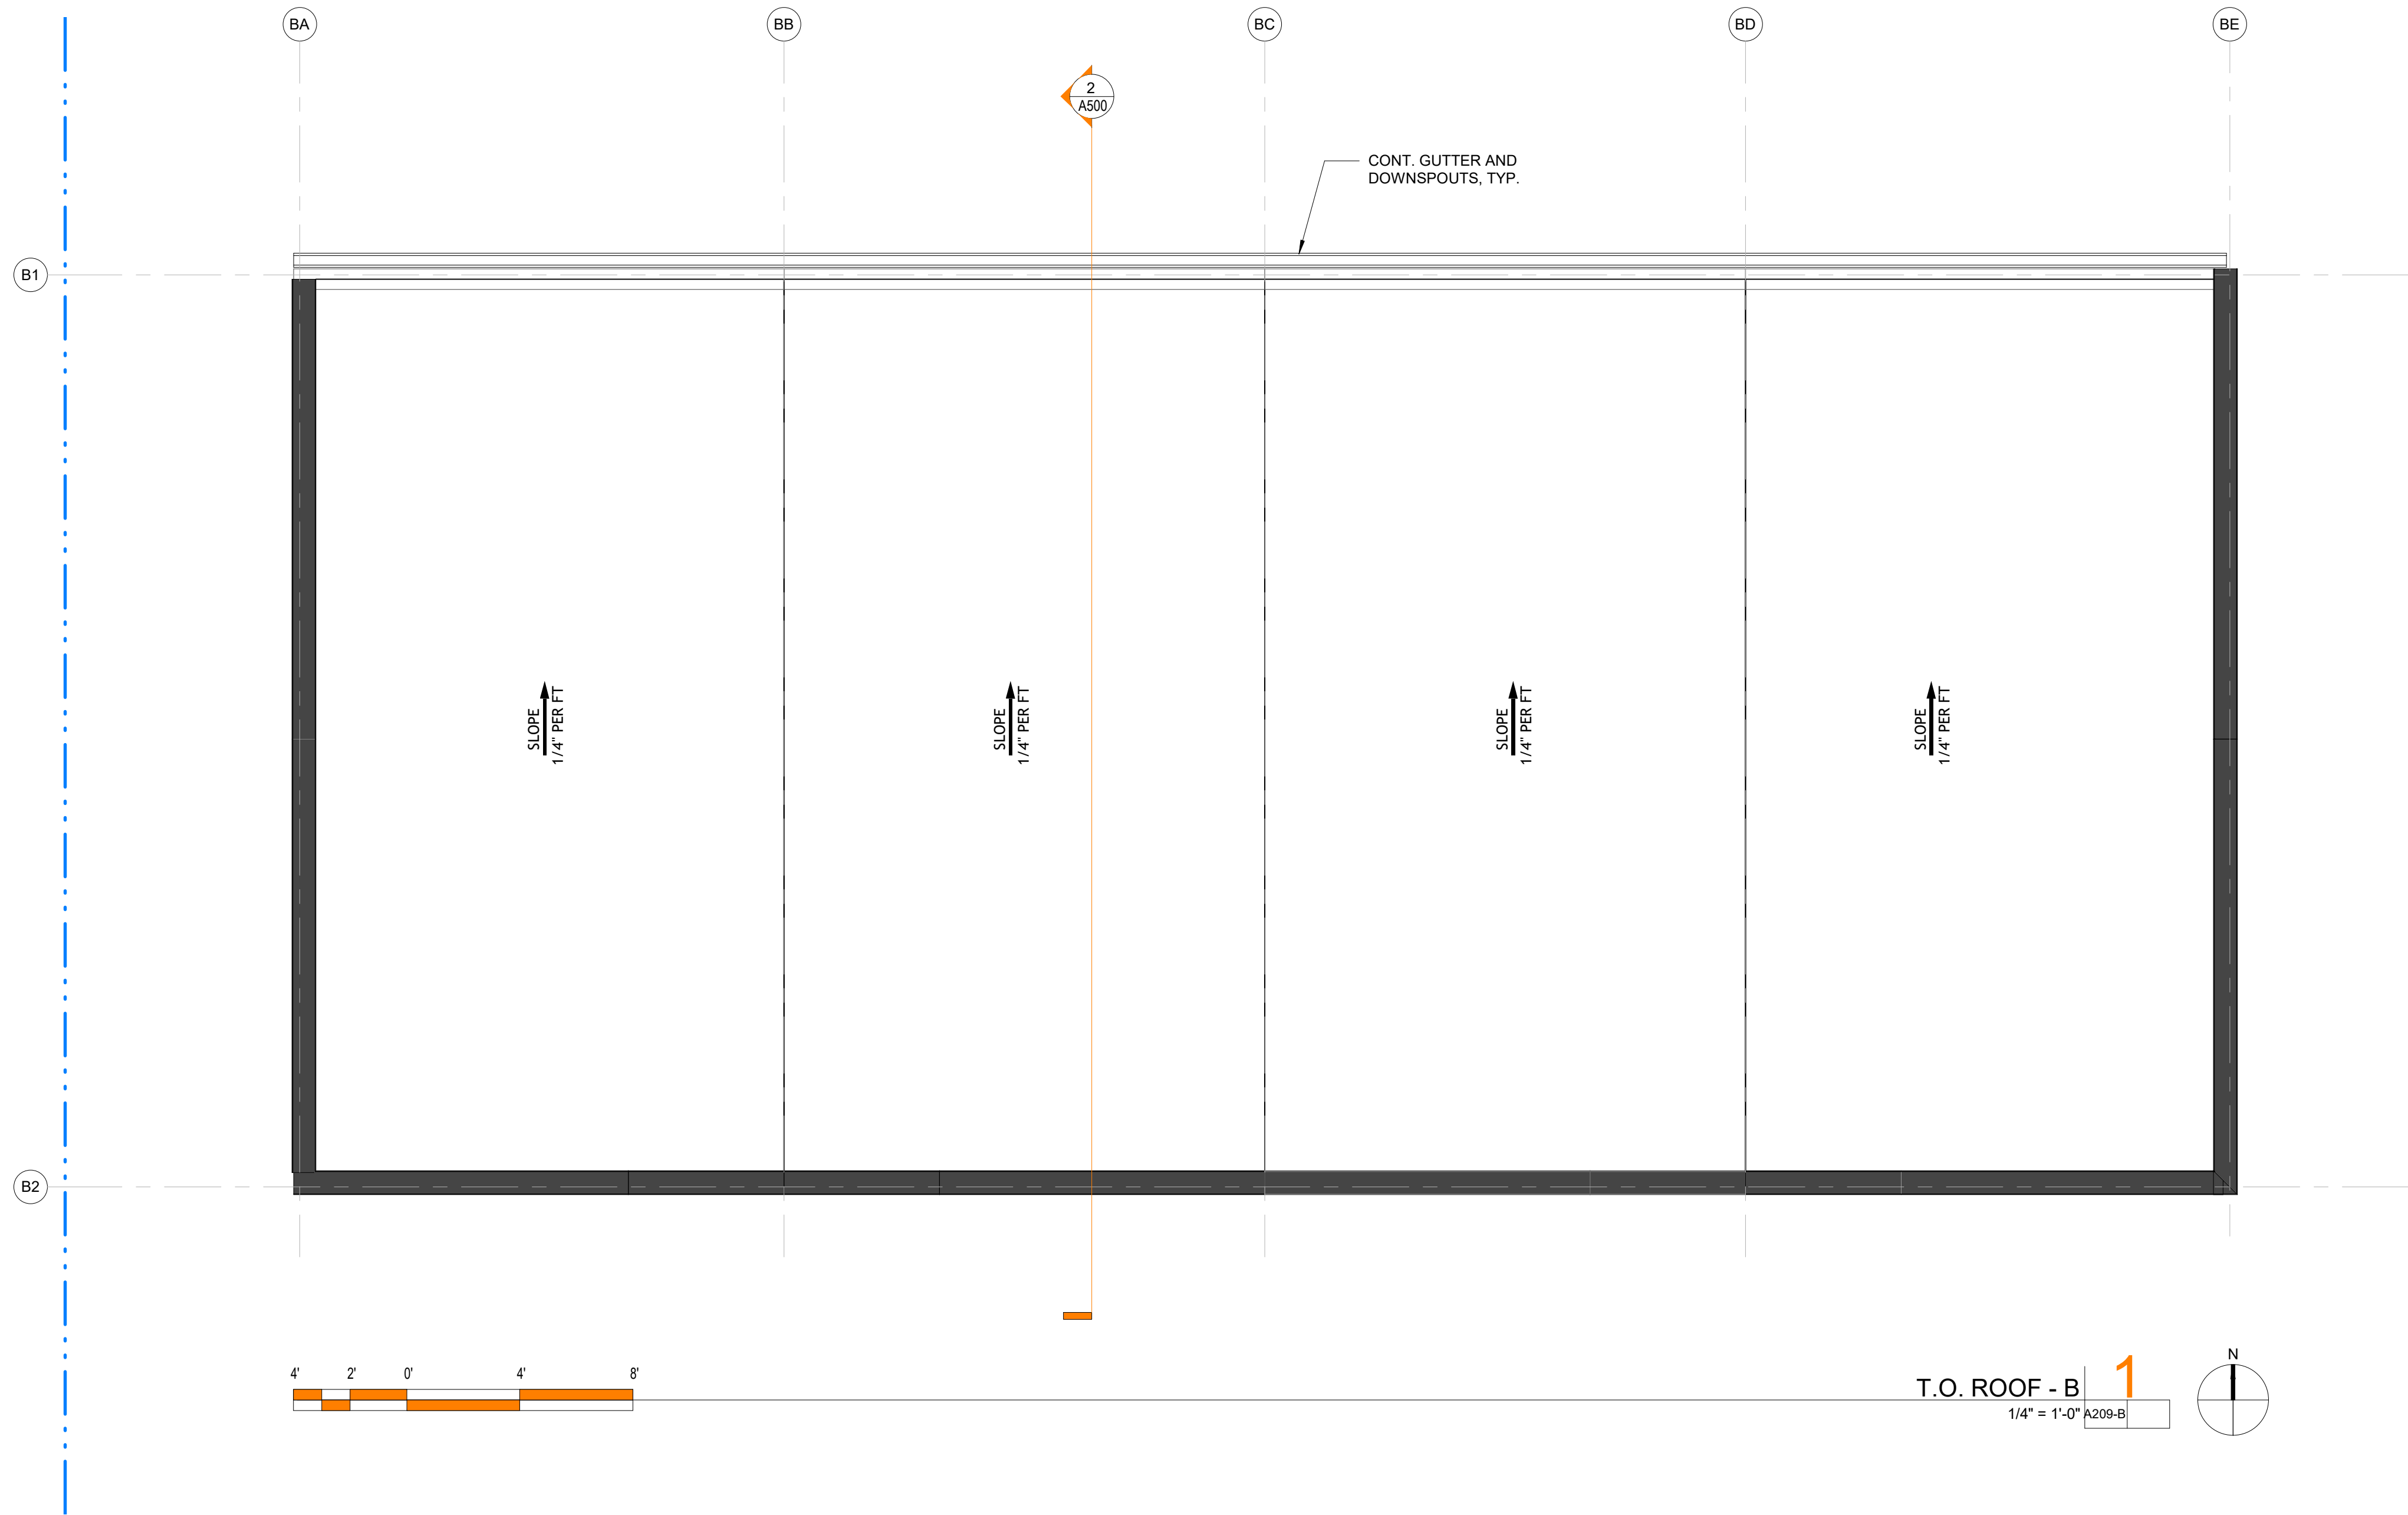 BA
BB
BC
BD
BE
2
A500
CONT. GUTTER AND
DOWNSPOUTS, TYP.
B1
SLOPE
1/4" PER FT
SLOPE
1/4" PER FT
SLOPE
1/4" PER FT
SLOPE
1/4" PER FT
B2
4'
2'
0'
4'
8'
T.O. ROOF - B
1
1/4" = 1'-0"
A209-B
N